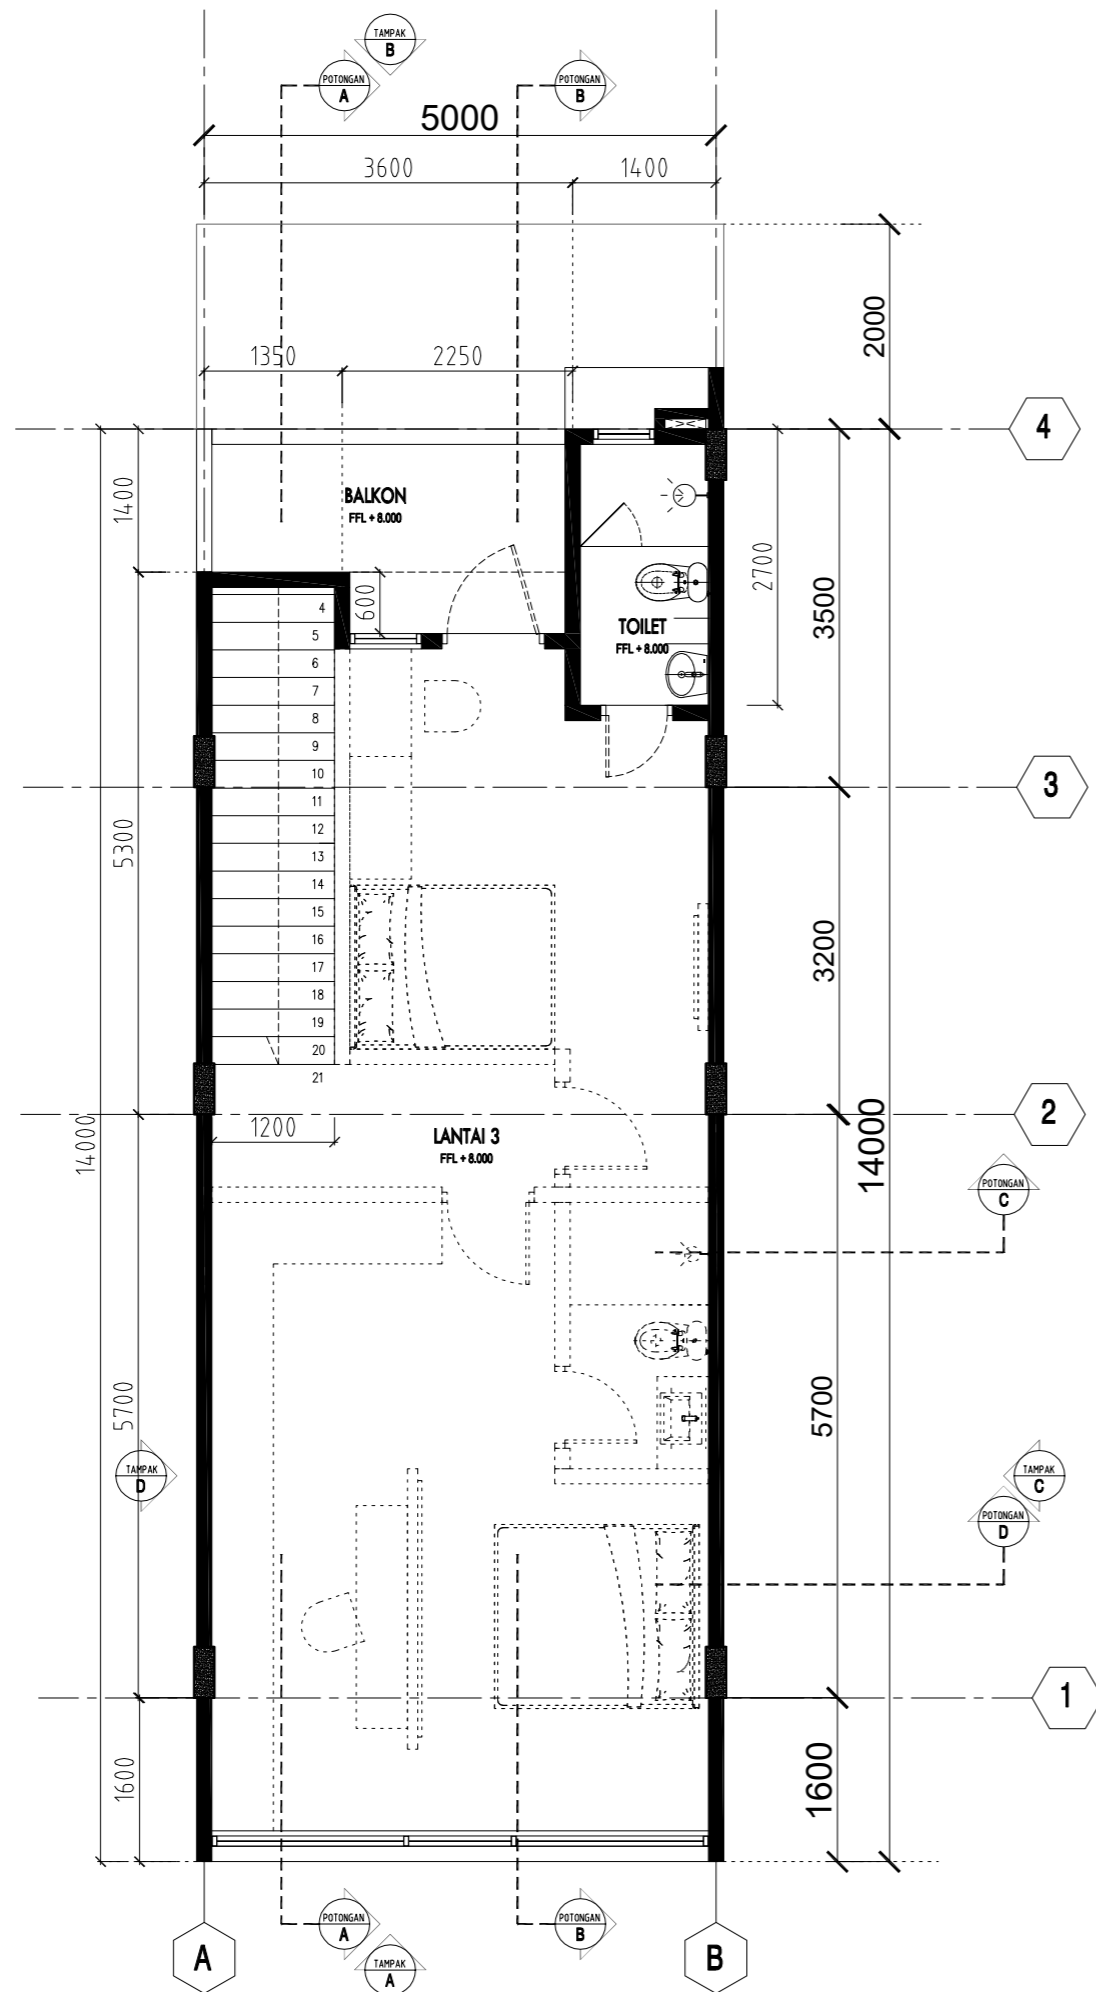 TAMPAK
B
POTONGAN
A
POTONGAN
B
5000
3600
1400
2000
1350
2250
4
1400
BALKON
FFL + 8.000
600
2700
3500
TOILET
FFL + 8.000
4
5
6
7
8
9
10
3
11
12
13
5300
14
15
16
3200
17
18
19
20
21
2
1200
LANTAI 3
FFL + 8.000
14000
14000
POTONGAN
C
5700
5700
TAMPAK
D
TAMPAK
C
POTONGAN
D
1
1600
1600
POTONGAN
A
POTONGAN
B
A
TAMPAK
A
B